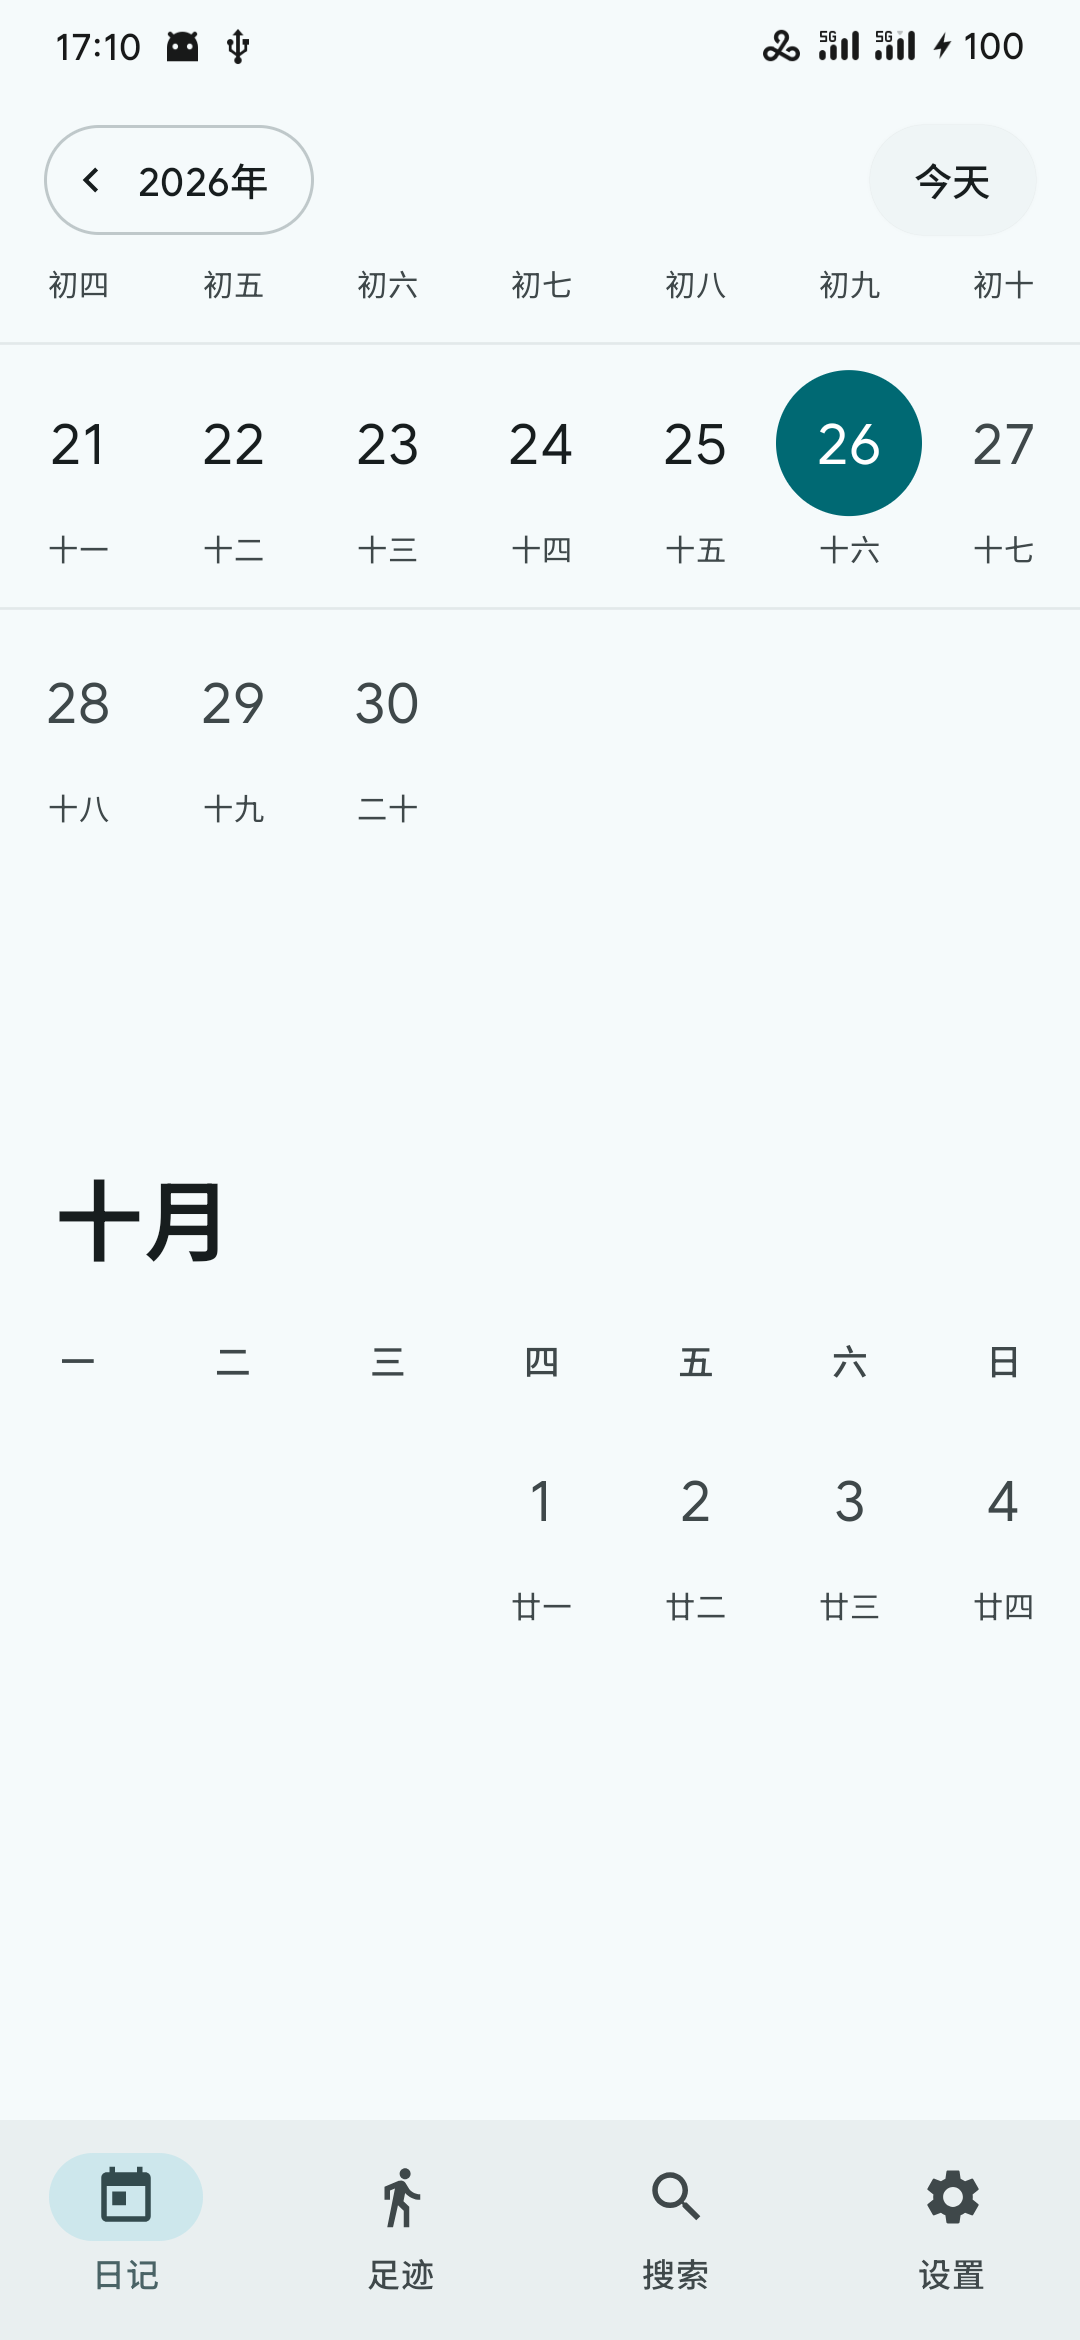 17:10 5G 5G 100
2026年 今天
初四 初五 初六 初七 初八 初九 初十
21 22 23 24 25 26 27
十一 十二 十三 十四 十五 十六 十七
28 29 30
十八 十九 二十
十月
一 二 三 四 五 六 日
1 2 3 4
廿一 廿二 廿三 廿四
日记 足迹 搜索 设置